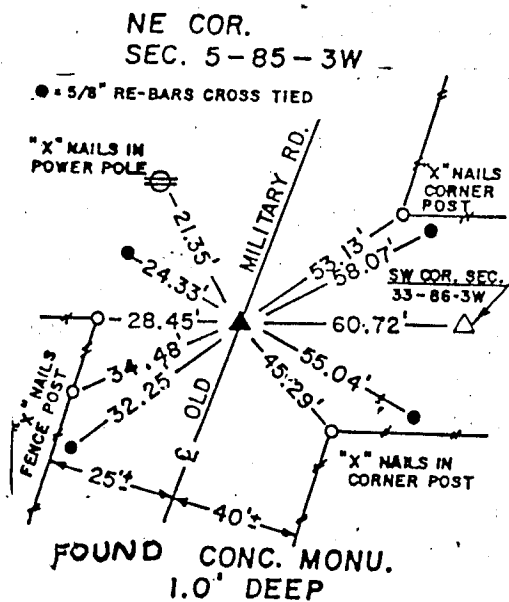 NE COR.
SEC. 5-85-3W
● = 5/8" RE-BARS CROSS TIED
"X" NAILS IN
POWER POLE
MILITARY RD.
"X" NAILS
CORNER
POST
21.35'
24.33'
53.13'
58.07'
SW COR. SEC.
33-86-3W
28.45'
60.72'
34.48'
32.25'
55.04'
45.29'
OLD
℄
"X" NAILS
FENCE POST
25'±
40'±
"X" NAILS IN
CORNER POST
FOUND CONC. MONU.
1.0' DEEP